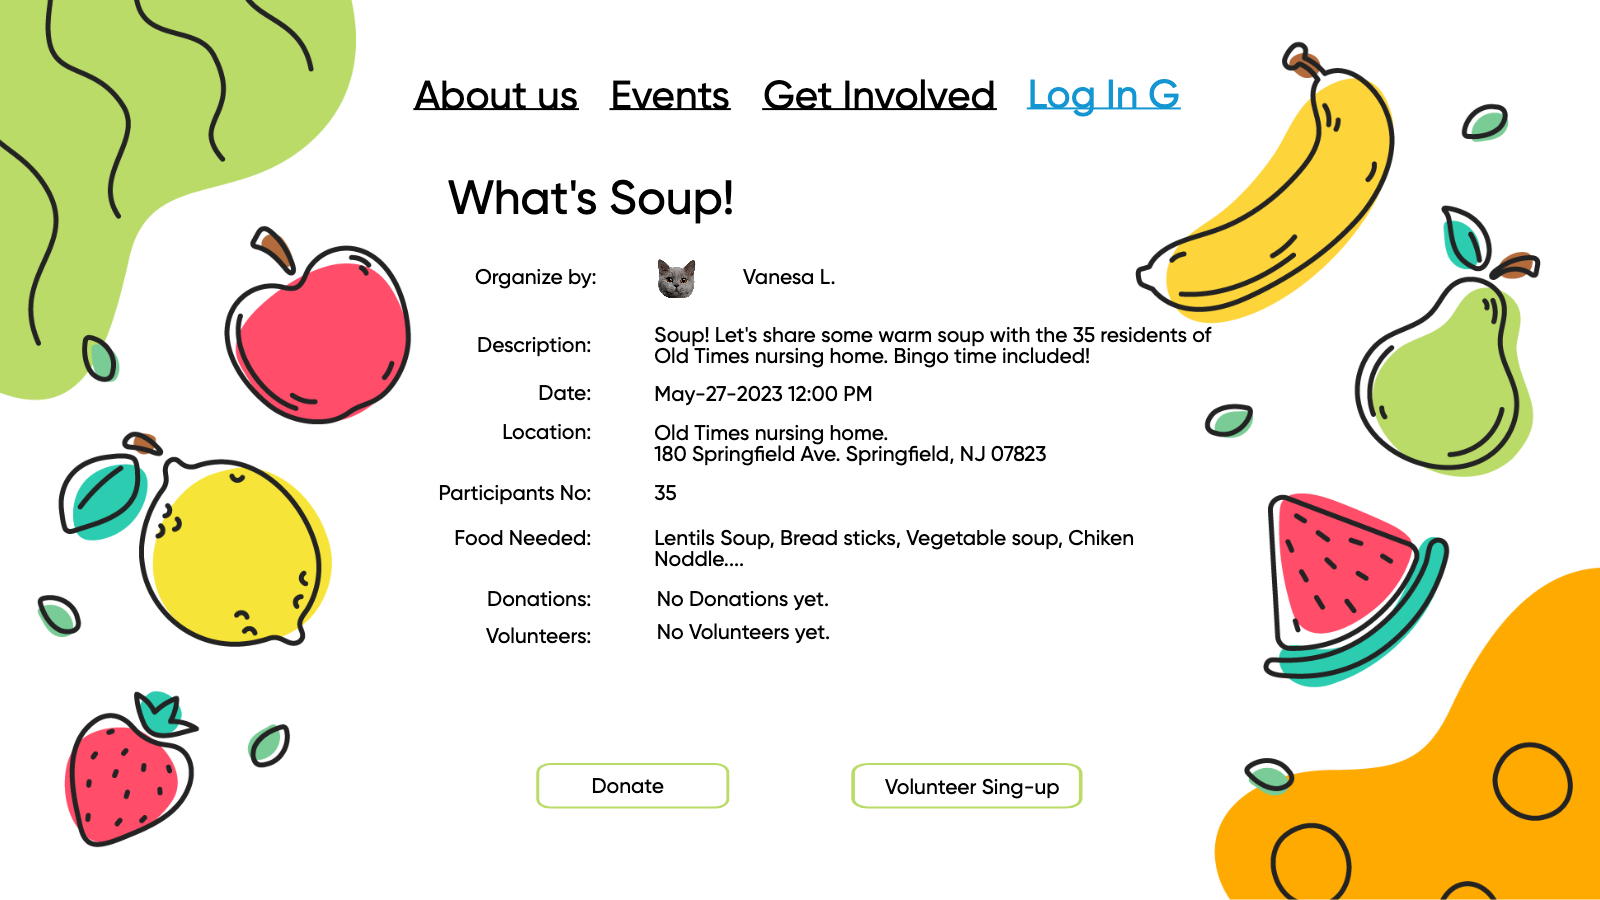 About us Events Get Involved Log In G
What's Soup!
Organize by: Vanesa L.
Description: Soup! Let's share some warm soup with the 35 residents of
Old Times nursing home. Bingo time included!
Date: May-27-2023 12:00 PM
Location: Old Times nursing home.
180 Springfield Ave. Springfield, NJ 07823
Participants No: 35
Food Needed: Lentils Soup, Bread sticks, Vegetable soup, Chiken
Noddle....
Donations: No Donations yet.
Volunteers: No Volunteers yet.
Donate Volunteer Sing-up